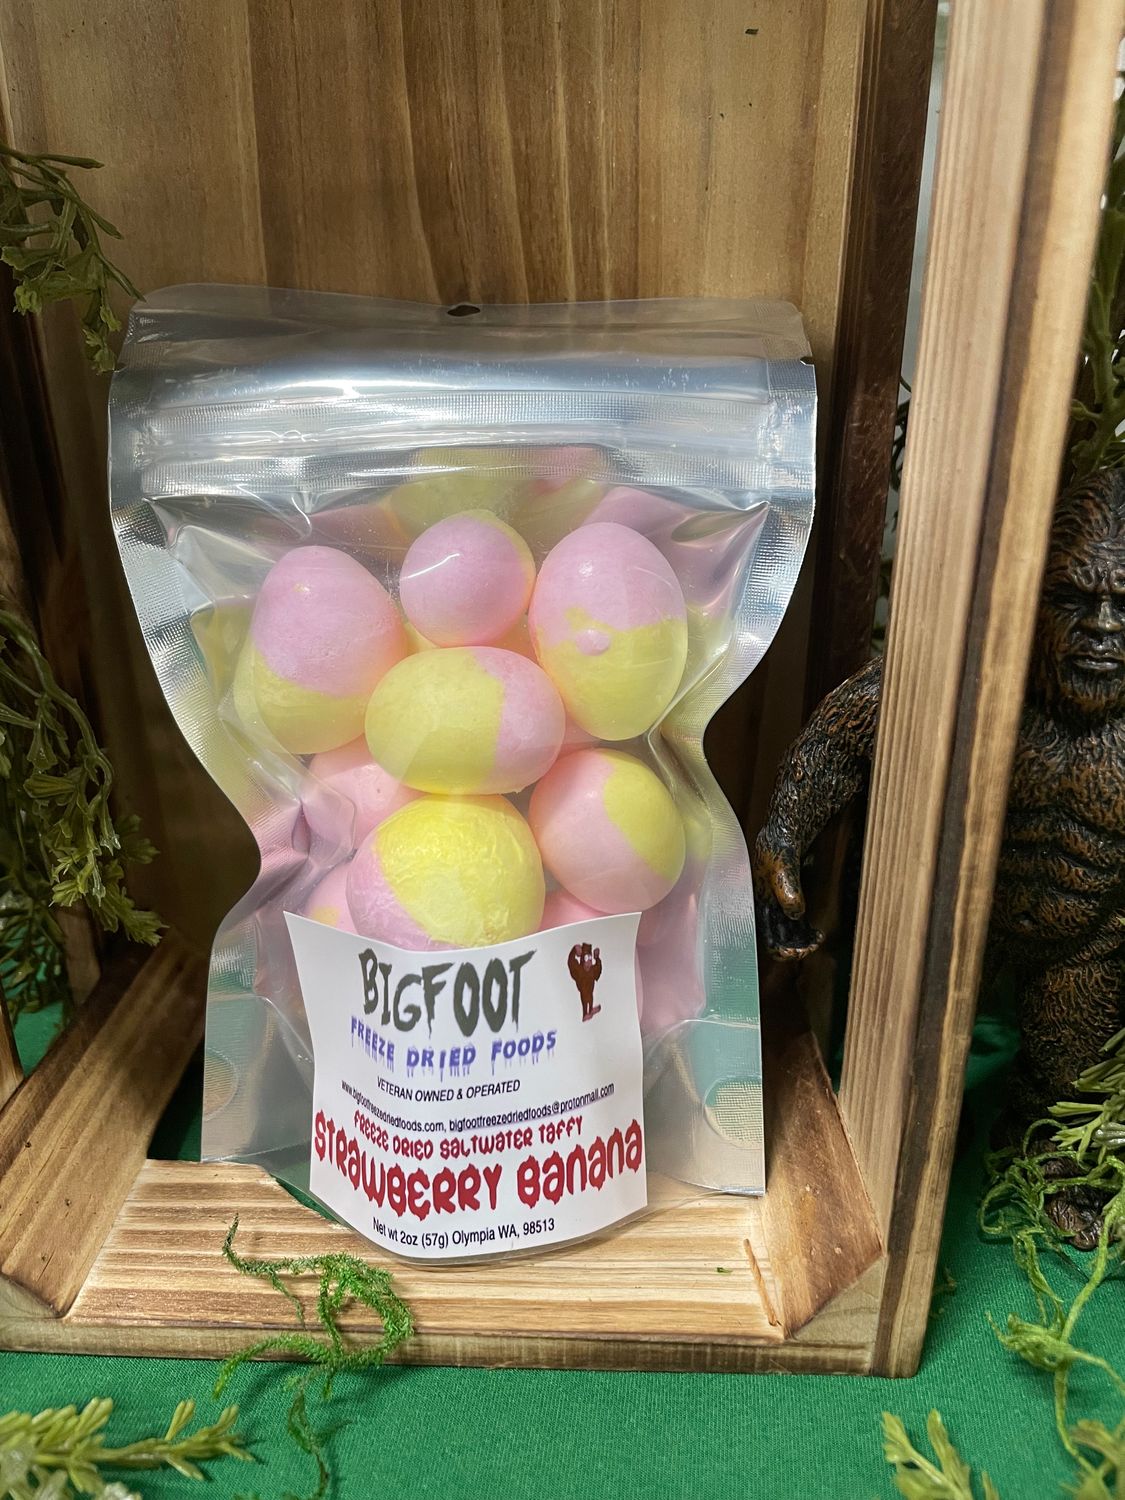 BIGFOOT
FREEZE DRIED FOODS
VETERAN OWNED & OPERATED
www.bigfootfreezedriedfoods.com, bigfootfreezedriedfoods@protonmail.com
FREEZE DRIED SALTWATER TAFFY
STRAWBERRY BANANA
Net wt 2oz (57g) Olympia WA, 98513